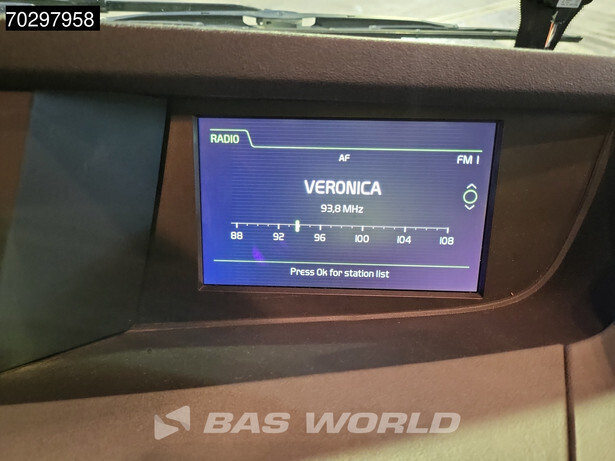 70297958
RADIO
AF
FM 1
VERONICA
93,8 MHz
88 92 96 100 104 108
Press Ok for station list
BAS WORLD